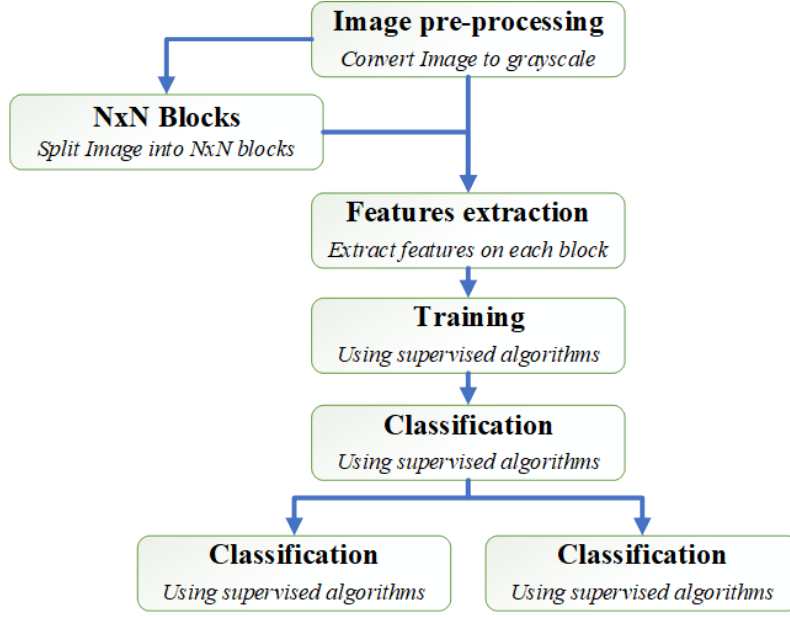 Image pre-processing
Convert Image to grayscale
NxN Blocks
Split Image into NxN blocks
Features extraction
Extract features on each block
Training
Using supervised algorithms
Classification
Using supervised algorithms
Classification
Using supervised algorithms
Classification
Using supervised algorithms